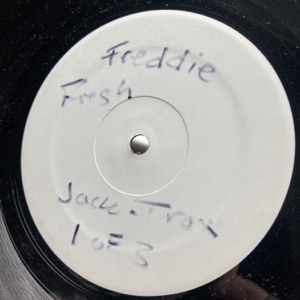 Freddie
Fresh
Jack-Trax
1 of 3